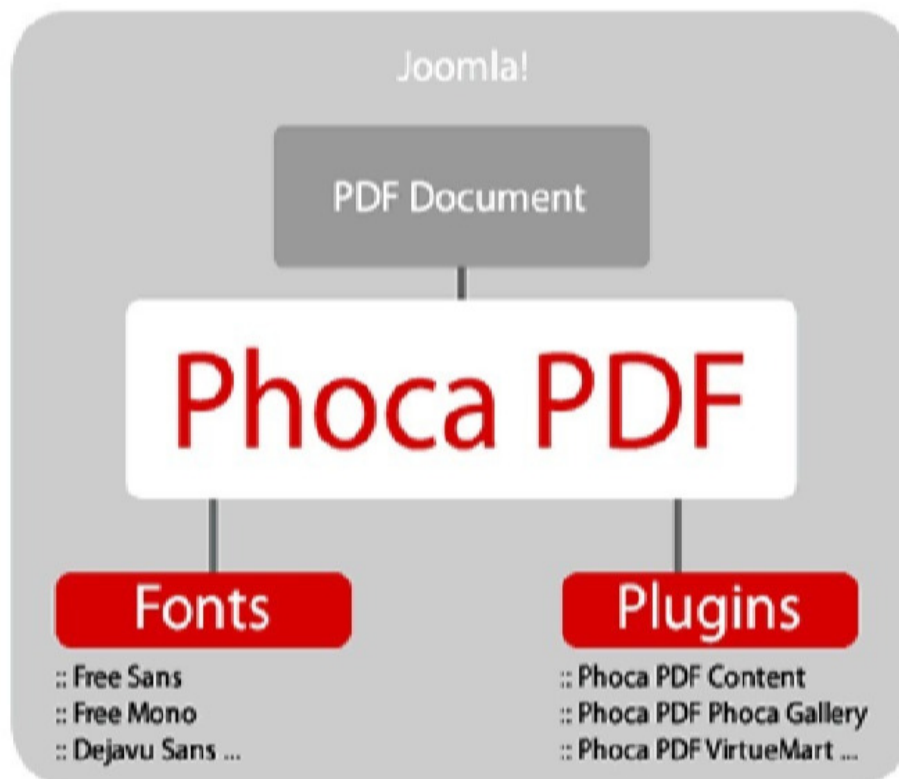 Joomla!
PDF Document
Phoca PDF
Fonts
:: Free Sans
:: Free Mono
:: Dejavu Sans ...
Plugins
:: Phoca PDF Content
:: Phoca PDF Phoca Gallery
:: Phoca PDF VirtueMart ...